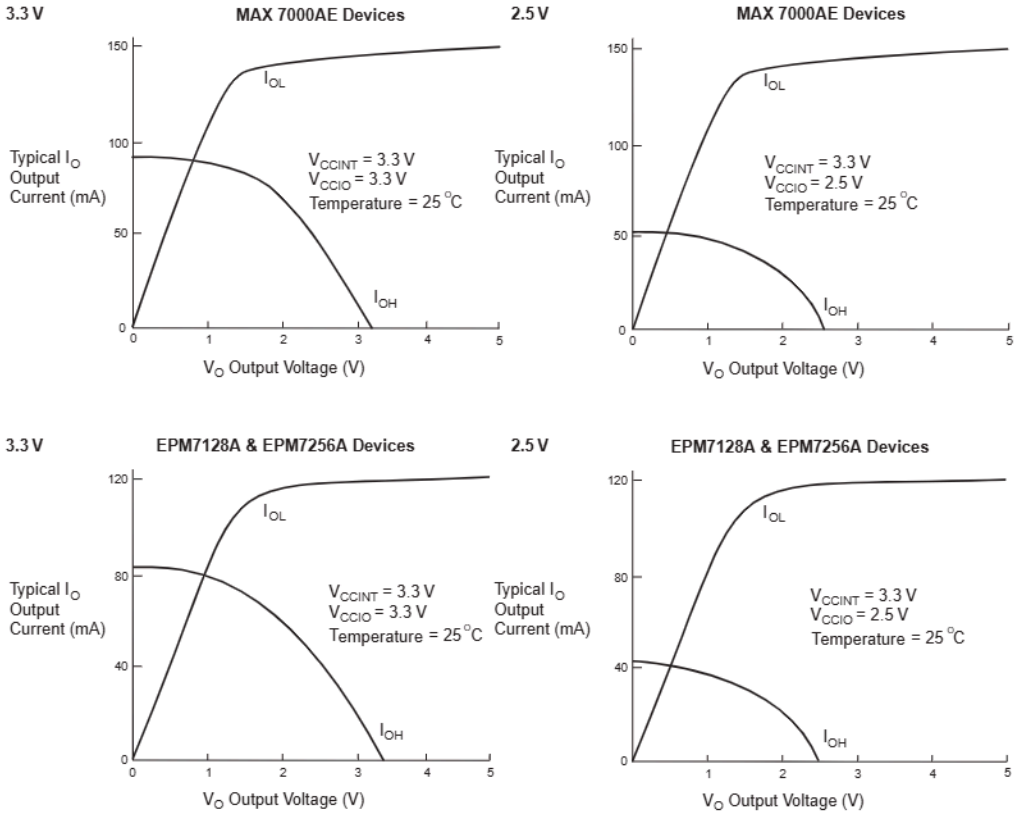 3.3 V
MAX 7000AE Devices
150
100
50
0
0
1
2
3
4
5
Typical IO
Output
Current (mA)
IOL
VCCINT = 3.3 V
VCCIO = 3.3 V
Temperature = 25 °C
IOH
VO Output Voltage (V)
2.5 V
MAX 7000AE Devices
150
100
50
0
0
1
2
3
4
5
Typical IO
Output
Current (mA)
IOL
VCCINT = 3.3 V
VCCIO = 2.5 V
Temperature = 25 °C
IOH
VO Output Voltage (V)
3.3 V
EPM7128A & EPM7256A Devices
120
80
40
0
0
1
2
3
4
5
Typical IO
Output
Current (mA)
IOL
VCCINT = 3.3 V
VCCIO = 3.3 V
Temperature = 25 °C
IOH
VO Output Voltage (V)
2.5 V
EPM7128A & EPM7256A Devices
120
80
40
0
1
2
3
4
5
Typical IO
Output
Current (mA)
IOL
VCCINT = 3.3 V
VCCIO = 2.5 V
Temperature = 25 °C
IOH
VO Output Voltage (V)